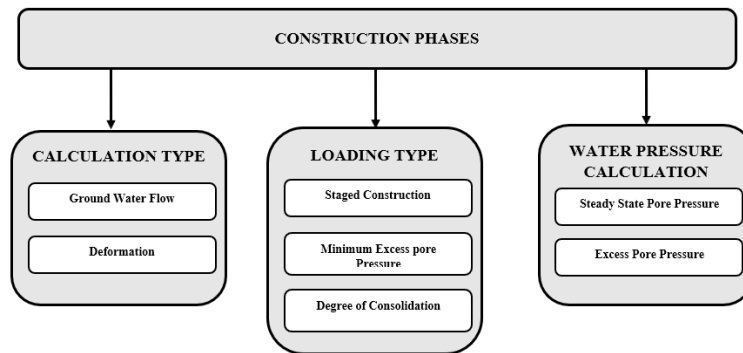 CONSTRUCTION PHASES
CALCULATION TYPE
Ground Water Flow
Deformation
LOADING TYPE
Staged Construction
Minimum Excess pore
Pressure
Degree of Consolidation
WATER PRESSURE
CALCULATION
Steady State Pore Pressure
Excess Pore Pressure